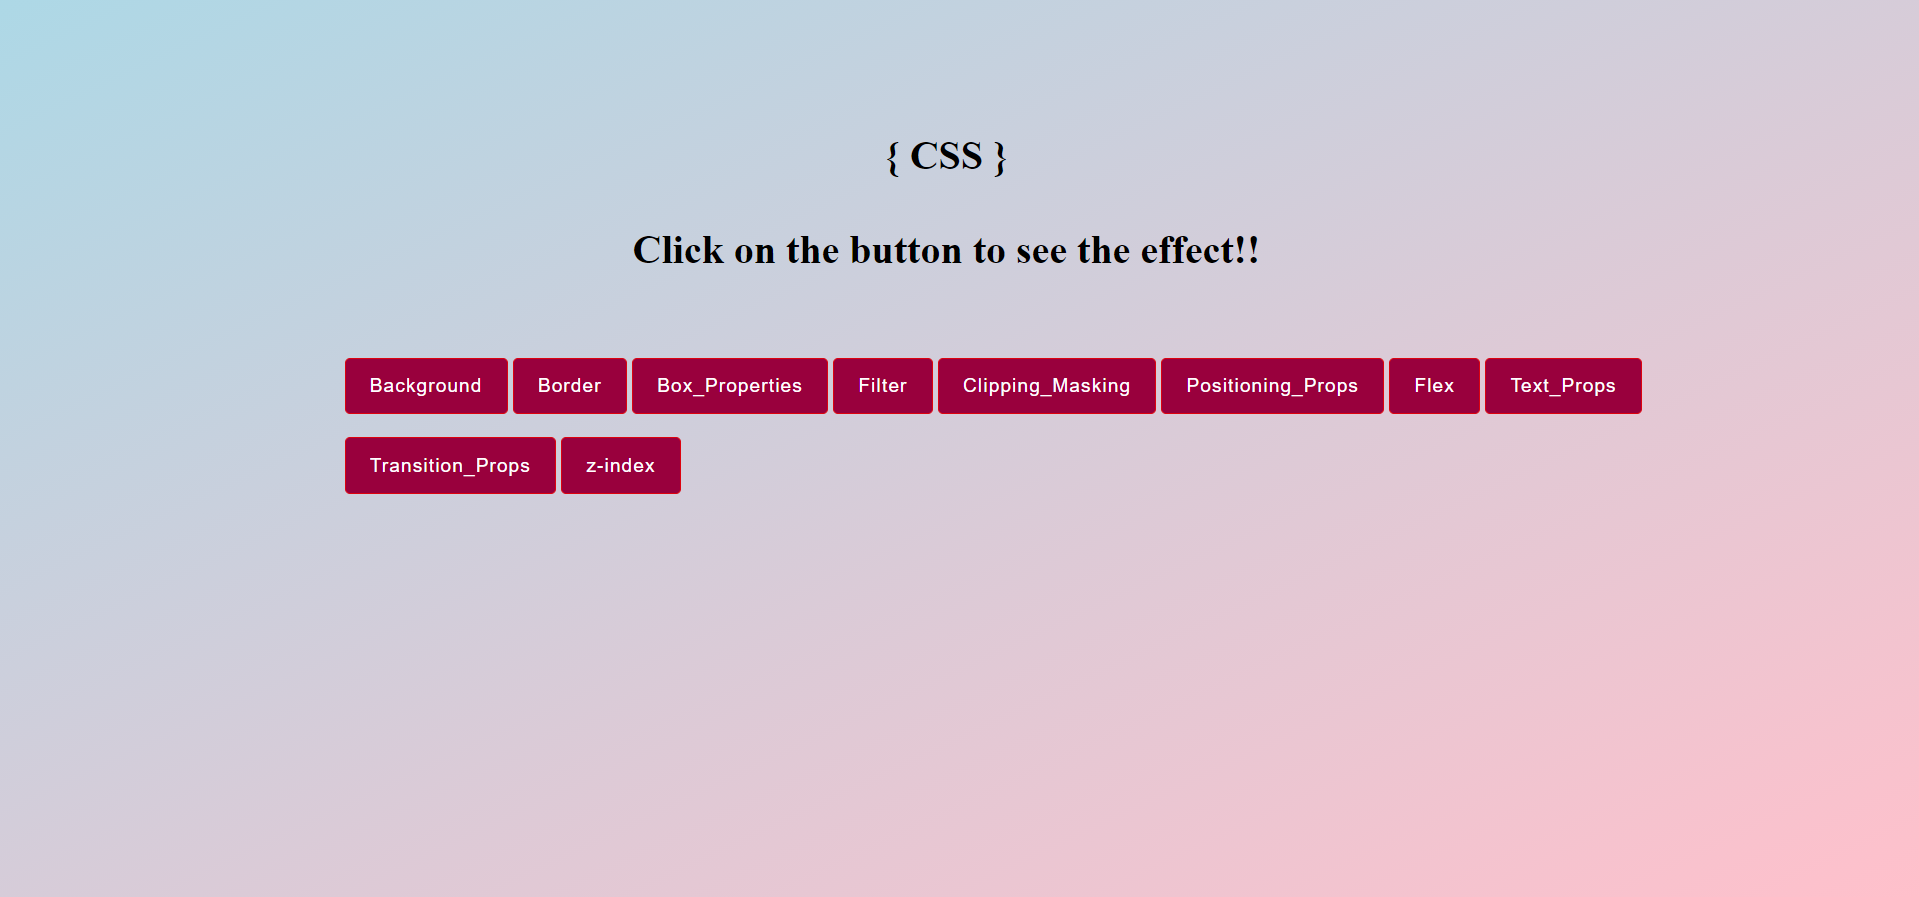 { CSS }
Click on the button to see the effect!!
Background Border Box_Properties Filter Clipping_Masking Positioning_Props Flex Text_Props
Transition_Props z-index